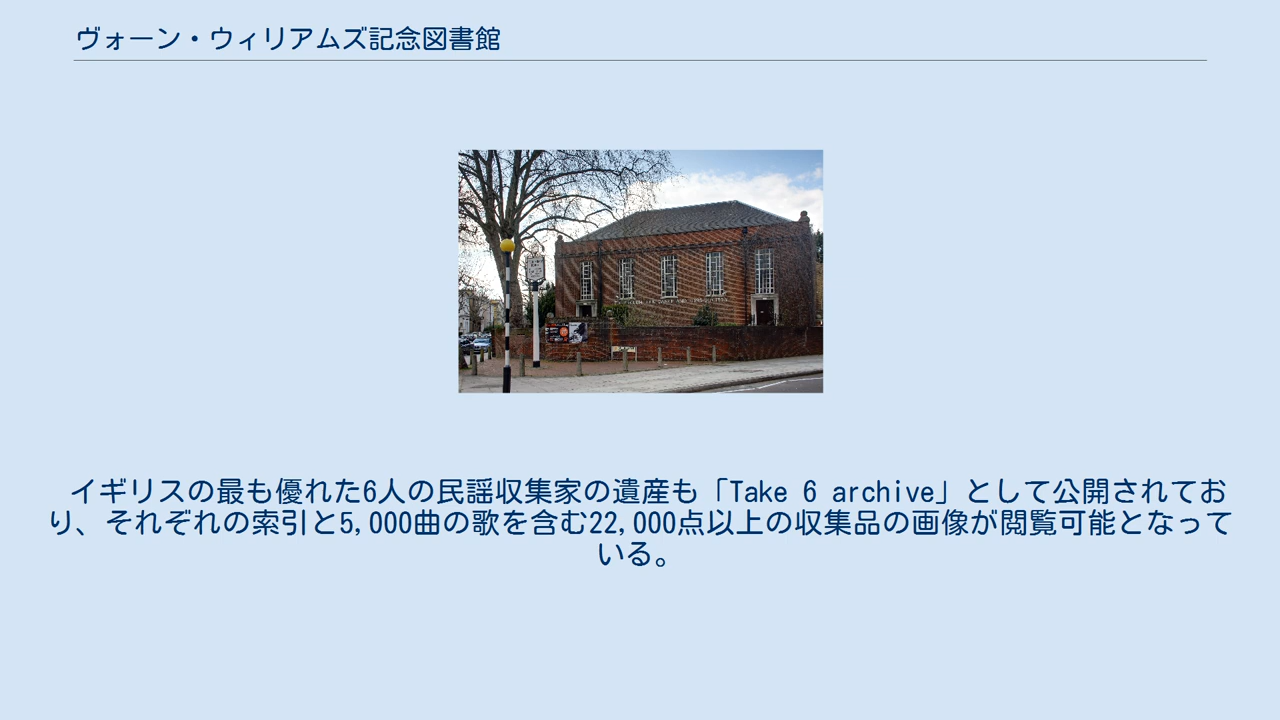 ヴォーン・ウィリアムズ記念図書館
イギリスの最も優れた6人の民謡収集家の遺産も「Take 6 archive」として公開されてお
り、それぞれの索引と5,000曲の歌を含む22,000点以上の収集品の画像が閲覧可能となって
いる。